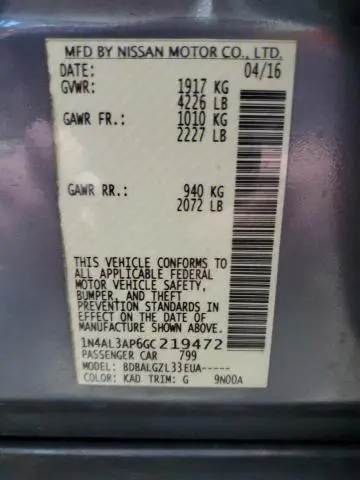 MFD BY NISSAN MOTOR CO., LTD.
DATE: 04/16
GVWR: 1917 KG
4226 LB
GAWR FR.: 1010 KG
2227 LB
GAWR RR.: 940 KG
2072 LB
THIS VEHICLE CONFORMS TO
ALL APPLICABLE FEDERAL
MOTOR VEHICLE SAFETY,
BUMPER, AND THEFT
PREVENTION STANDARDS IN
EFFECT ON THE DATE OF
MANUFACTURE SHOWN ABOVE.
1N4AL3AP6GC219472
PASSENGER CAR 799
MODEL: BDBALGZL33EUA-----
COLOR: KAD TRIM: G 9N00A